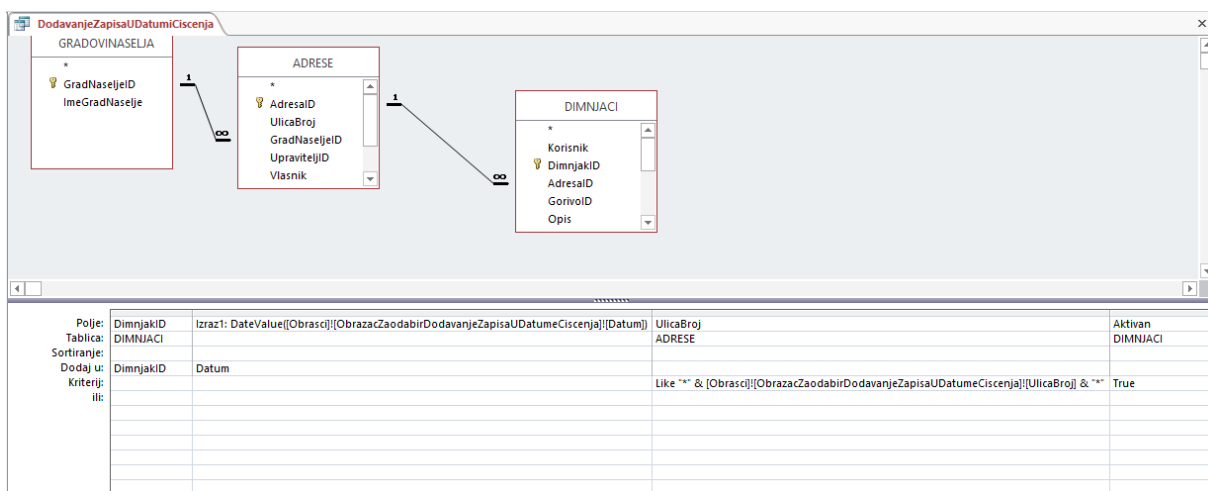 DodavanjeZapisaUDatumiCiscenja
GRADOVINASELJA
*
GradNaseljeID
ImeGradNaselje
1
∞
ADRESE
*
AdresaID
UlicaBroj
GradNaseljeID
UpraviteljID
Vlasnik
1
∞
DIMNJACI
*
Korisnik
DimnjakID
AdresaID
GorivoID
Opis
Polje: DimnjakID Izraz1: DateValue([Obrasci]![ObrazacZaodabirDodavanjeZapisaUDatumeCiscenja]![Datum]) UlicaBroj Aktivan
Tablica: DIMNJACI ADRESE DIMNJACI
Sortiranje:
Dodaj u: DimnjakID Datum
Kriterij: Like "*" & [Obrasci]![ObrazacZaodabirDodavanjeZapisaUDatumeCiscenja]![UlicaBroj] & "*" True
ili: